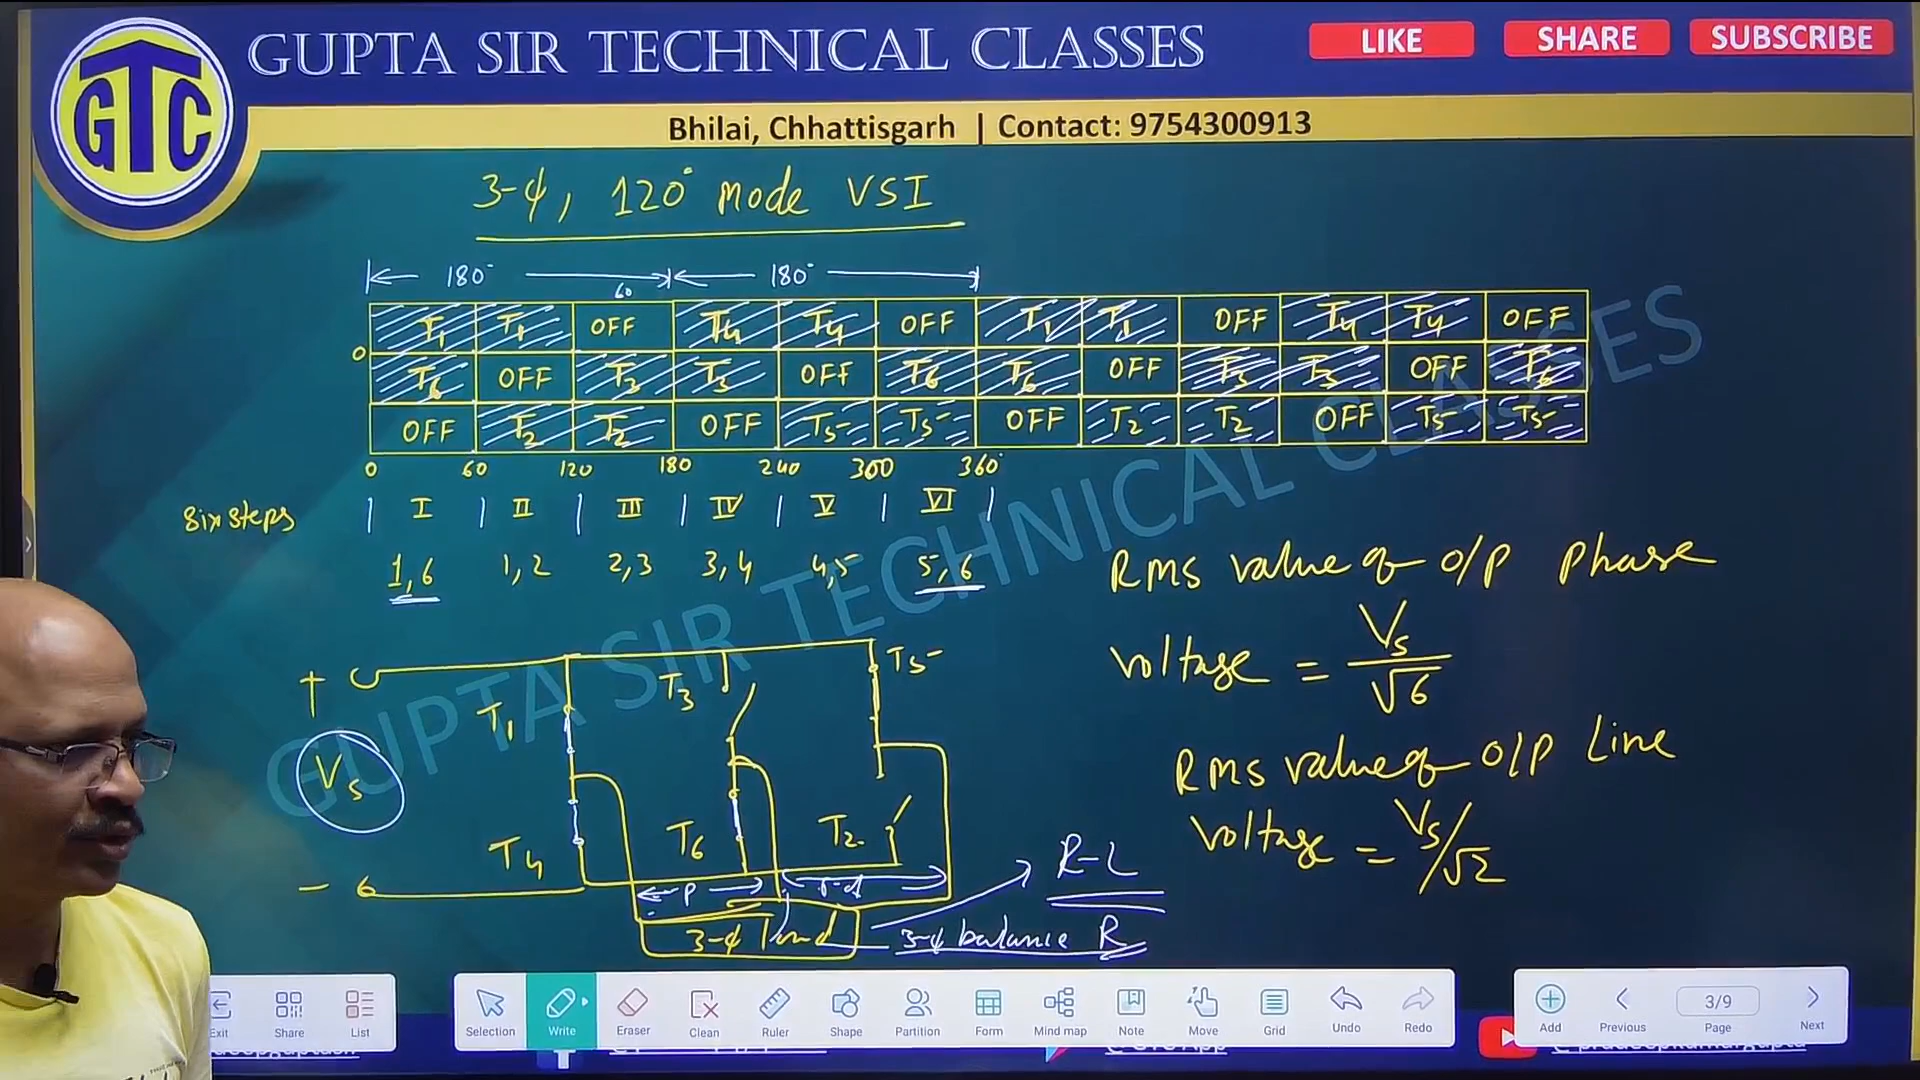 GTC
GUPTA SIR TECHNICAL CLASSES
LIKE
SHARE
SUBSCRIBE
Bhilai, Chhattisgarh | Contact: 9754300913
3-ϕ, 120° mode VSI
180° 180°
60
T1 T1 OFF T4 T4 OFF T1 T1 OFF T4 T4 OFF
0
T6 OFF T3 T3 OFF T6 T6 OFF T3 T3 OFF T6
OFF T2 T2 OFF T5 T5 OFF T2 T2 OFF T5 T5
0 60 120 180 240 300 360°
six steps | I | II | III | IV | V | VI |
1,6 1,2 2,3 3,4 4,5 5,6
Rms value of O/P phase
voltage = Vs/√6
Rms value of O/P Line
voltage = Vs/√2
+ T1 T3 T5
Vs
- T4 T6 T2
R-L
3-ϕ load
3-ϕ balance R
GUPTA SIR TECHNICAL CLASSES
Exit Share List
Selection Write Eraser Clean Ruler Shape Partition Form Mind map Note Move Grid Undo Redo
Add Previous 3/9 Page Next